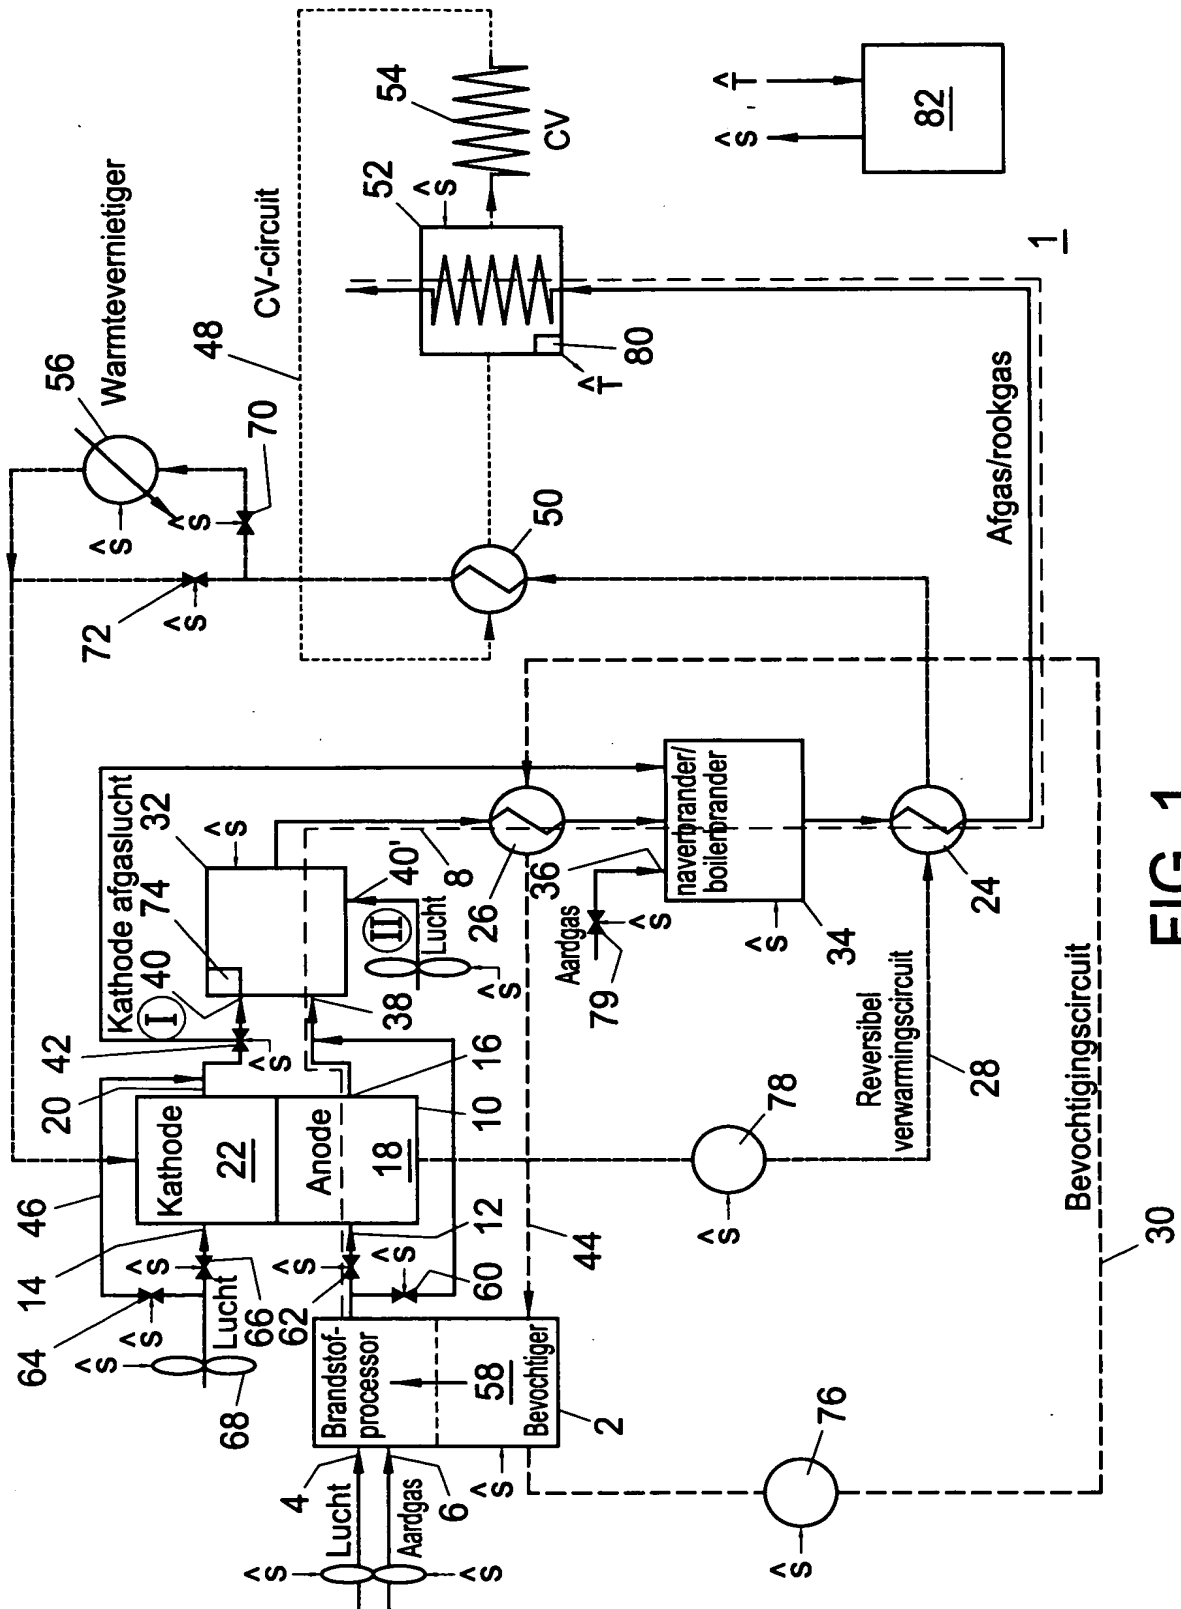 48
CV-circuit
54
CV
ŝ
T̂
82
Warmtevernietiger
56
ŝ
ŝ
70
72
ŝ
50
52
ŝ
80
T̂
1
Afgas/rookgas
Kathode afgaslucht
32
74
40
I
42
20
46
ŝ
ŝ
40'
II
Lucht
ŝ
38
16
10
8
26
36
naverbrander/
boilerbrander
Aardgas
79
ŝ
ŝ
34
24
Reversibel
verwarmingscircuit
28
78
ŝ
Bevochtigingscircuit
30
Kathode
22
Anode
18
14
12
44
64
66
62
60
ŝ
ŝ
ŝ
ŝ
ŝ
Lucht
68
Brandstof-
processor
58
Bevochtiger
2
4
Lucht
Aardgas
6
ŝ
ŝ
ŝ
76
ŝ
FIG. 1